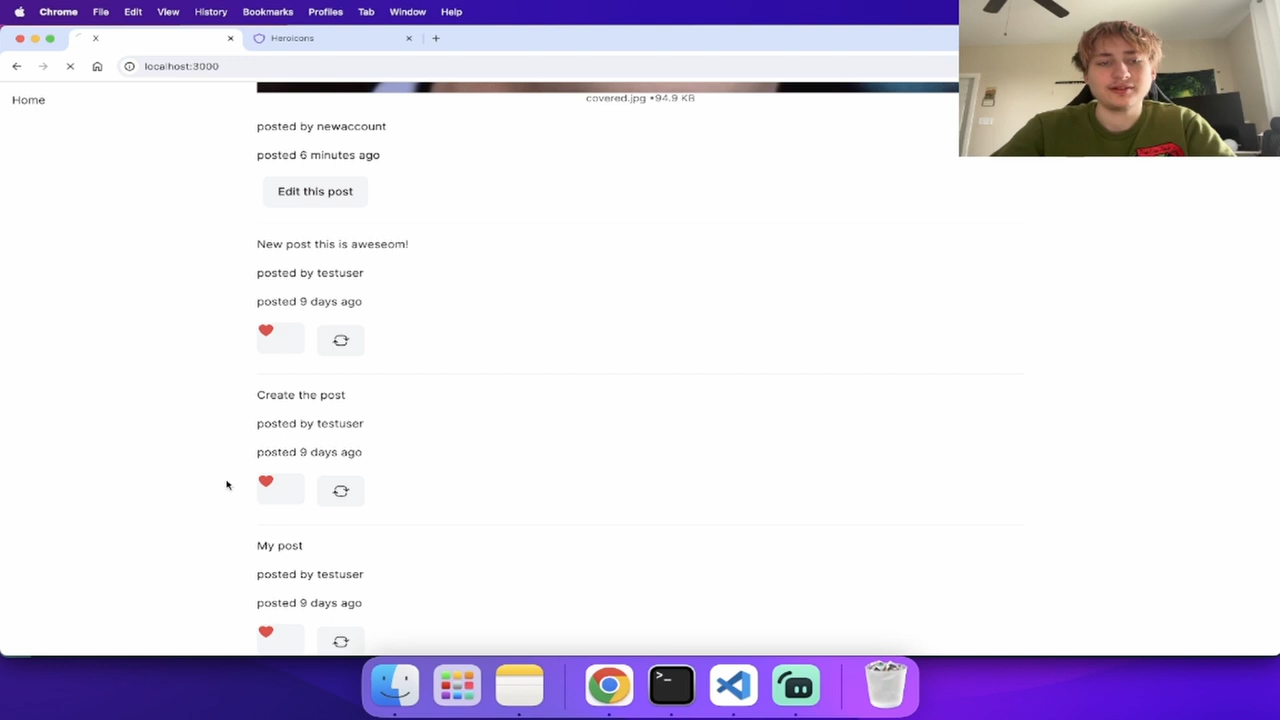 Chrome File Edit View History Bookmarks Profiles Tab Window Help
Heroicons
localhost:3000
Home
covered.jpg •94.9 KB
posted by newaccount
posted 6 minutes ago
Edit this post
New post this is aweseom!
posted by testuser
posted 9 days ago
Create the post
posted by testuser
posted 9 days ago
My post
posted by testuser
posted 9 days ago